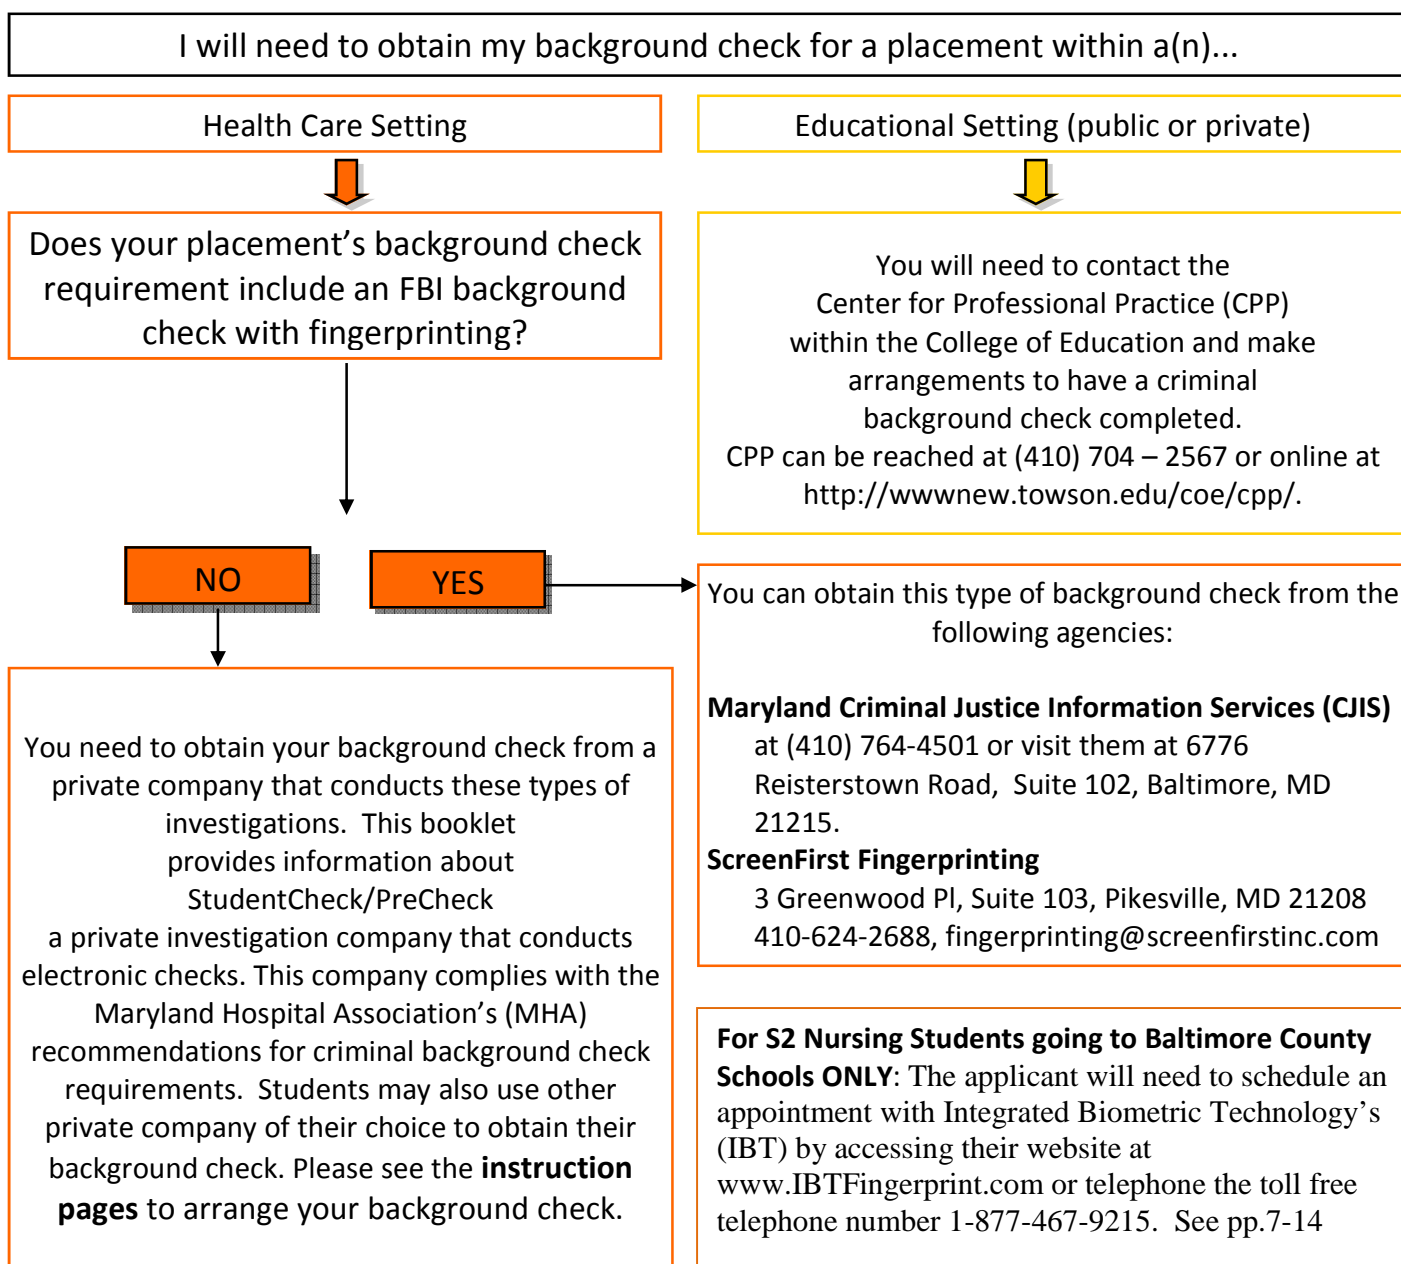 I will need to obtain my background check for a placement within a(n)...
Health Care Setting
Does your placement’s background check
requirement include an FBI background
check with fingerprinting?
NO
YES
You need to obtain your background check from a
private company that conducts these types of
investigations.  This booklet
provides information about
StudentCheck/PreCheck
a private investigation company that conducts
electronic checks. This company complies with the
Maryland Hospital Association’s (MHA)
recommendations for criminal background check
requirements.  Students may also use other
private company of their choice to obtain their
background check. Please see the instruction
pages to arrange your background check.
Educational Setting (public or private)
You will need to contact the
Center for Professional Practice (CPP)
within the College of Education and make
arrangements to have a criminal
background check completed.
CPP can be reached at (410) 704 – 2567 or online at
http://wwwnew.towson.edu/coe/cpp/.
You can obtain this type of background check from the
following agencies:
Maryland Criminal Justice Information Services (CJIS)
at (410) 764-4501 or visit them at 6776
Reisterstown Road,  Suite 102, Baltimore, MD
21215.
ScreenFirst Fingerprinting
3 Greenwood Pl, Suite 103, Pikesville, MD 21208
410-624-2688, fingerprinting@screenfirstinc.com
For S2 Nursing Students going to Baltimore County
Schools ONLY: The applicant will need to schedule an
appointment with Integrated Biometric Technology’s
(IBT) by accessing their website at
www.IBTFingerprint.com or telephone the toll free
telephone number 1-877-467-9215.  See pp.7-14